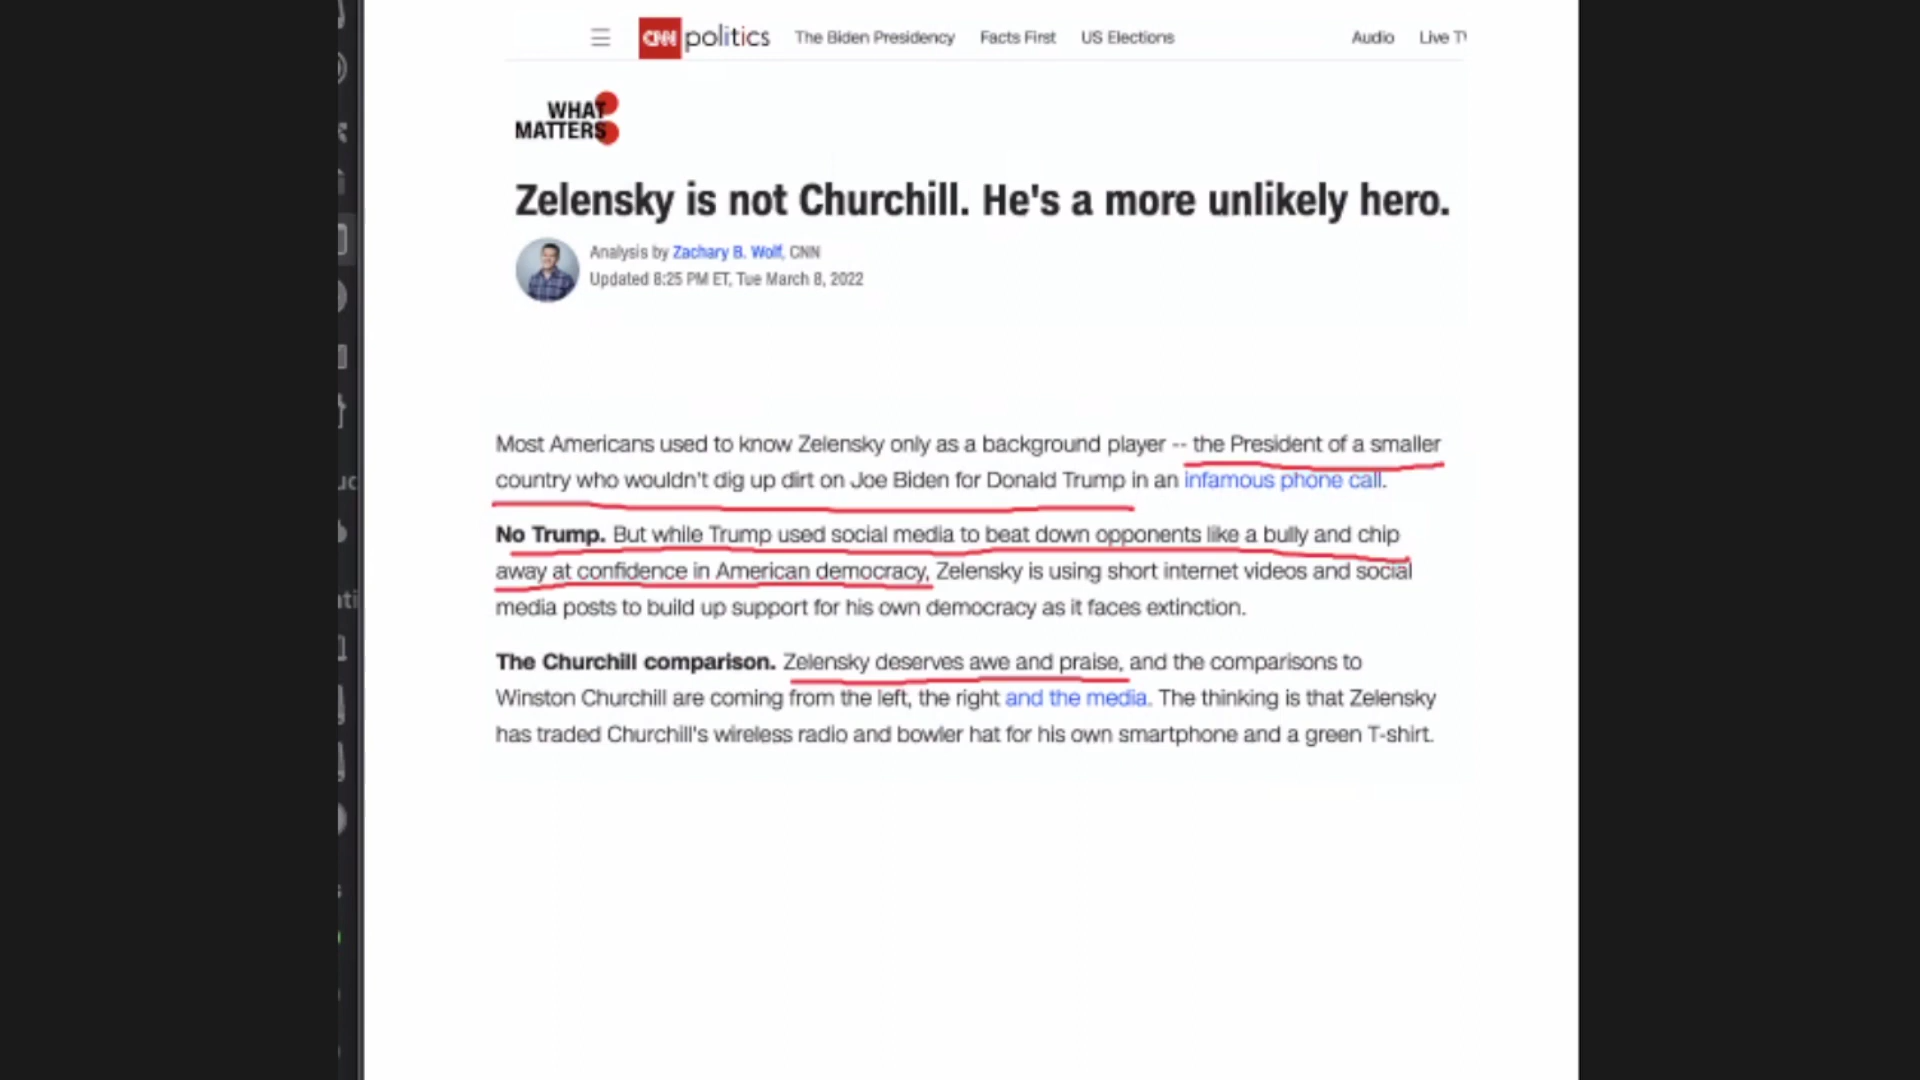 CNN politics The Biden Presidency Facts First US Elections Audio Live TV
WHAT
MATTERS
Zelensky is not Churchill. He's a more unlikely hero.
Analysis by Zachary B. Wolf, CNN
Updated 8:25 PM ET, Tue March 8, 2022
Most Americans used to know Zelensky only as a background player -- the President of a smaller
country who wouldn't dig up dirt on Joe Biden for Donald Trump in an infamous phone call.
No Trump. But while Trump used social media to beat down opponents like a bully and chip
away at confidence in American democracy, Zelensky is using short internet videos and social
media posts to build up support for his own democracy as it faces extinction.
The Churchill comparison. Zelensky deserves awe and praise, and the comparisons to
Winston Churchill are coming from the left, the right and the media. The thinking is that Zelensky
has traded Churchill's wireless radio and bowler hat for his own smartphone and a green T-shirt.